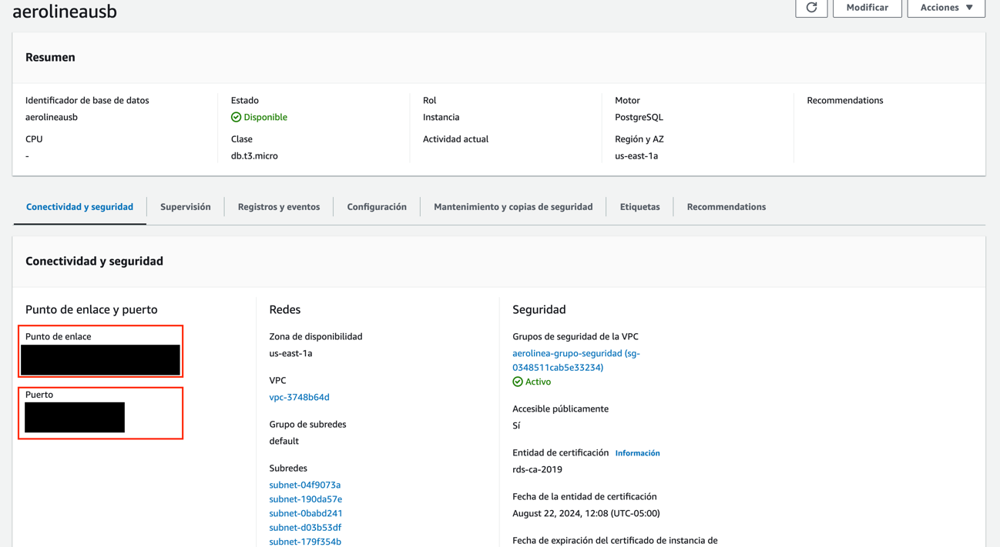 aerolineausb
Modificar
Acciones
Resumen
Identificador de base de datos
aerolineausb
CPU
-
Estado
Disponible
Clase
db.t3.micro
Rol
Instancia
Actividad actual
Motor
PostgreSQL
Región y AZ
us-east-1a
Recommendations
Conectividad y seguridad
Supervisión
Registros y eventos
Configuración
Mantenimiento y copias de seguridad
Etiquetas
Recommendations
Conectividad y seguridad
Punto de enlace y puerto
Punto de enlace
Puerto
Redes
Zona de disponibilidad
us-east-1a
VPC
vpc-3748b64d
Grupo de subredes
default
Subredes
subnet-04f9073a
subnet-190da57e
subnet-0babd241
subnet-d03b53df
subnet-179f354b
Seguridad
Grupos de seguridad de la VPC
aerolinea-grupo-seguridad (sg-
0348511cab5e33234)
Activo
Accesible públicamente
Sí
Entidad de certificación Información
rds-ca-2019
Fecha de la entidad de certificación
August 22, 2024, 12:08 (UTC-05:00)
Fecha de expiración del certificado de instancia de